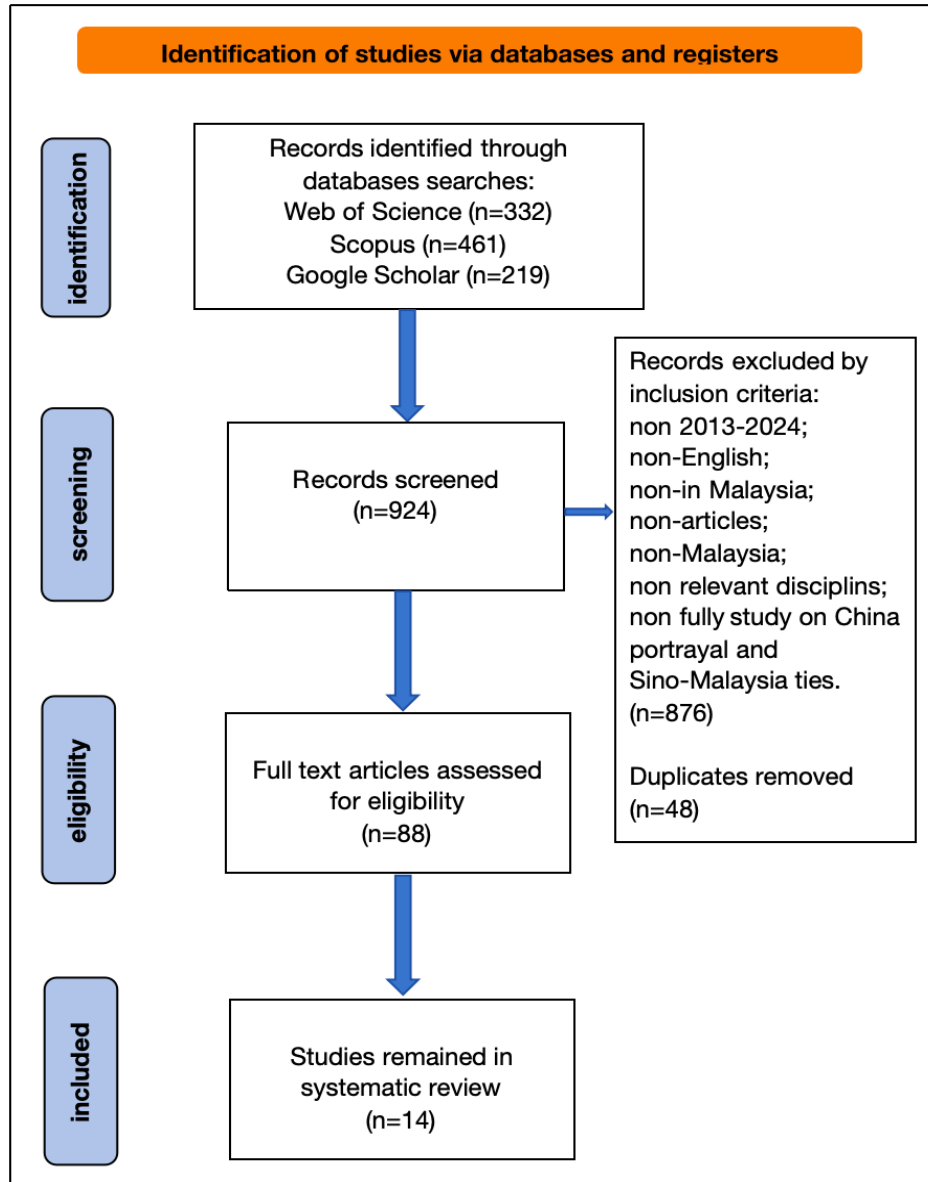 Identification of studies via databases and registers
identification
Records identified through
databases searches:
Web of Science (n=332)
Scopus (n=461)
Google Scholar (n=219)
screening
Records screened
(n=924)
Records excluded by
inclusion criteria:
non 2013-2024;
non-English;
non-in Malaysia;
non-articles;
non-Malaysia;
non relevant disciplins;
non fully study on China
portrayal and
Sino-Malaysia ties.
(n=876)
Duplicates removed
(n=48)
eligibility
Full text articles assessed
for eligibility
(n=88)
included
Studies remained in
systematic review
(n=14)